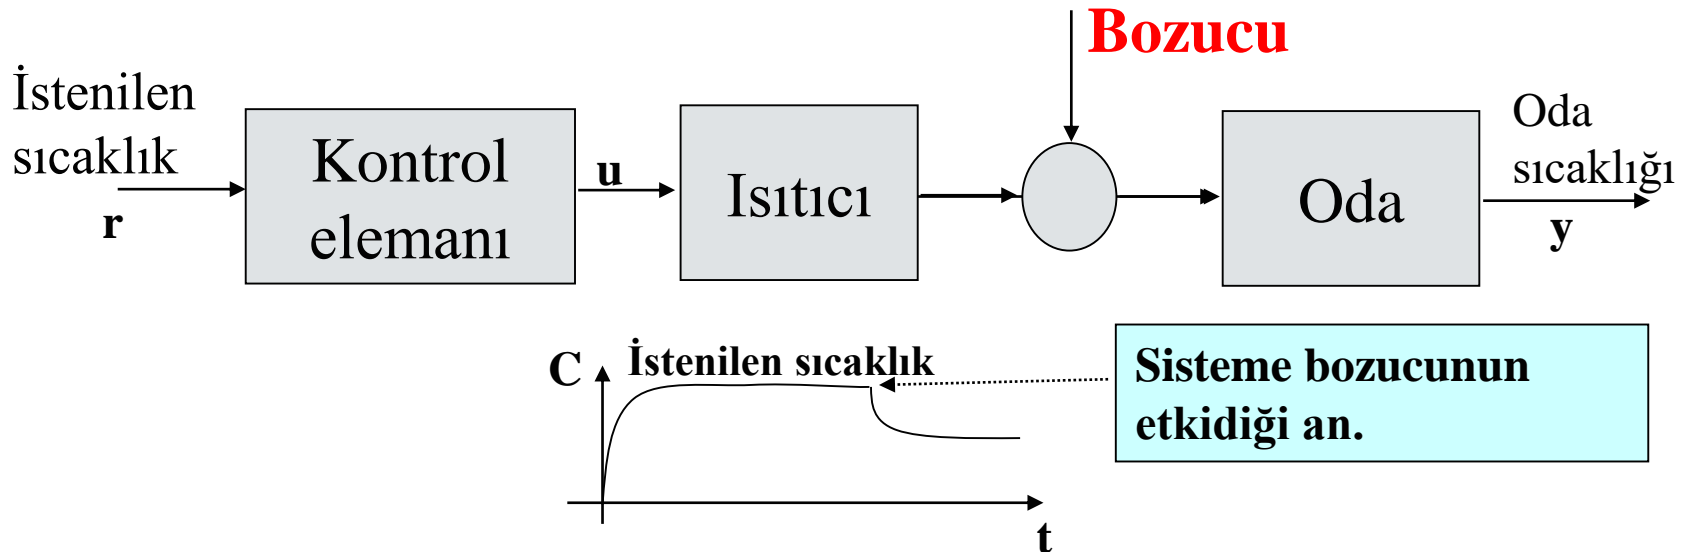 Bozucu
İstenilen
sıcaklık
r
Kontrol
elemanı
u
Isıtıcı
Oda
Oda
sıcaklığı
y
C
İstenilen sıcaklık
t
Sisteme bozucunun
etkidiği an.